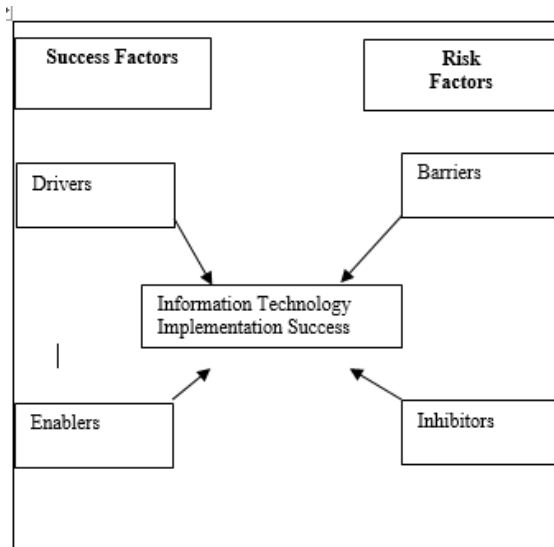 Success Factors
Risk
Factors
Drivers
Barriers
Information Technology
Implementation Success
Enablers
Inhibitors